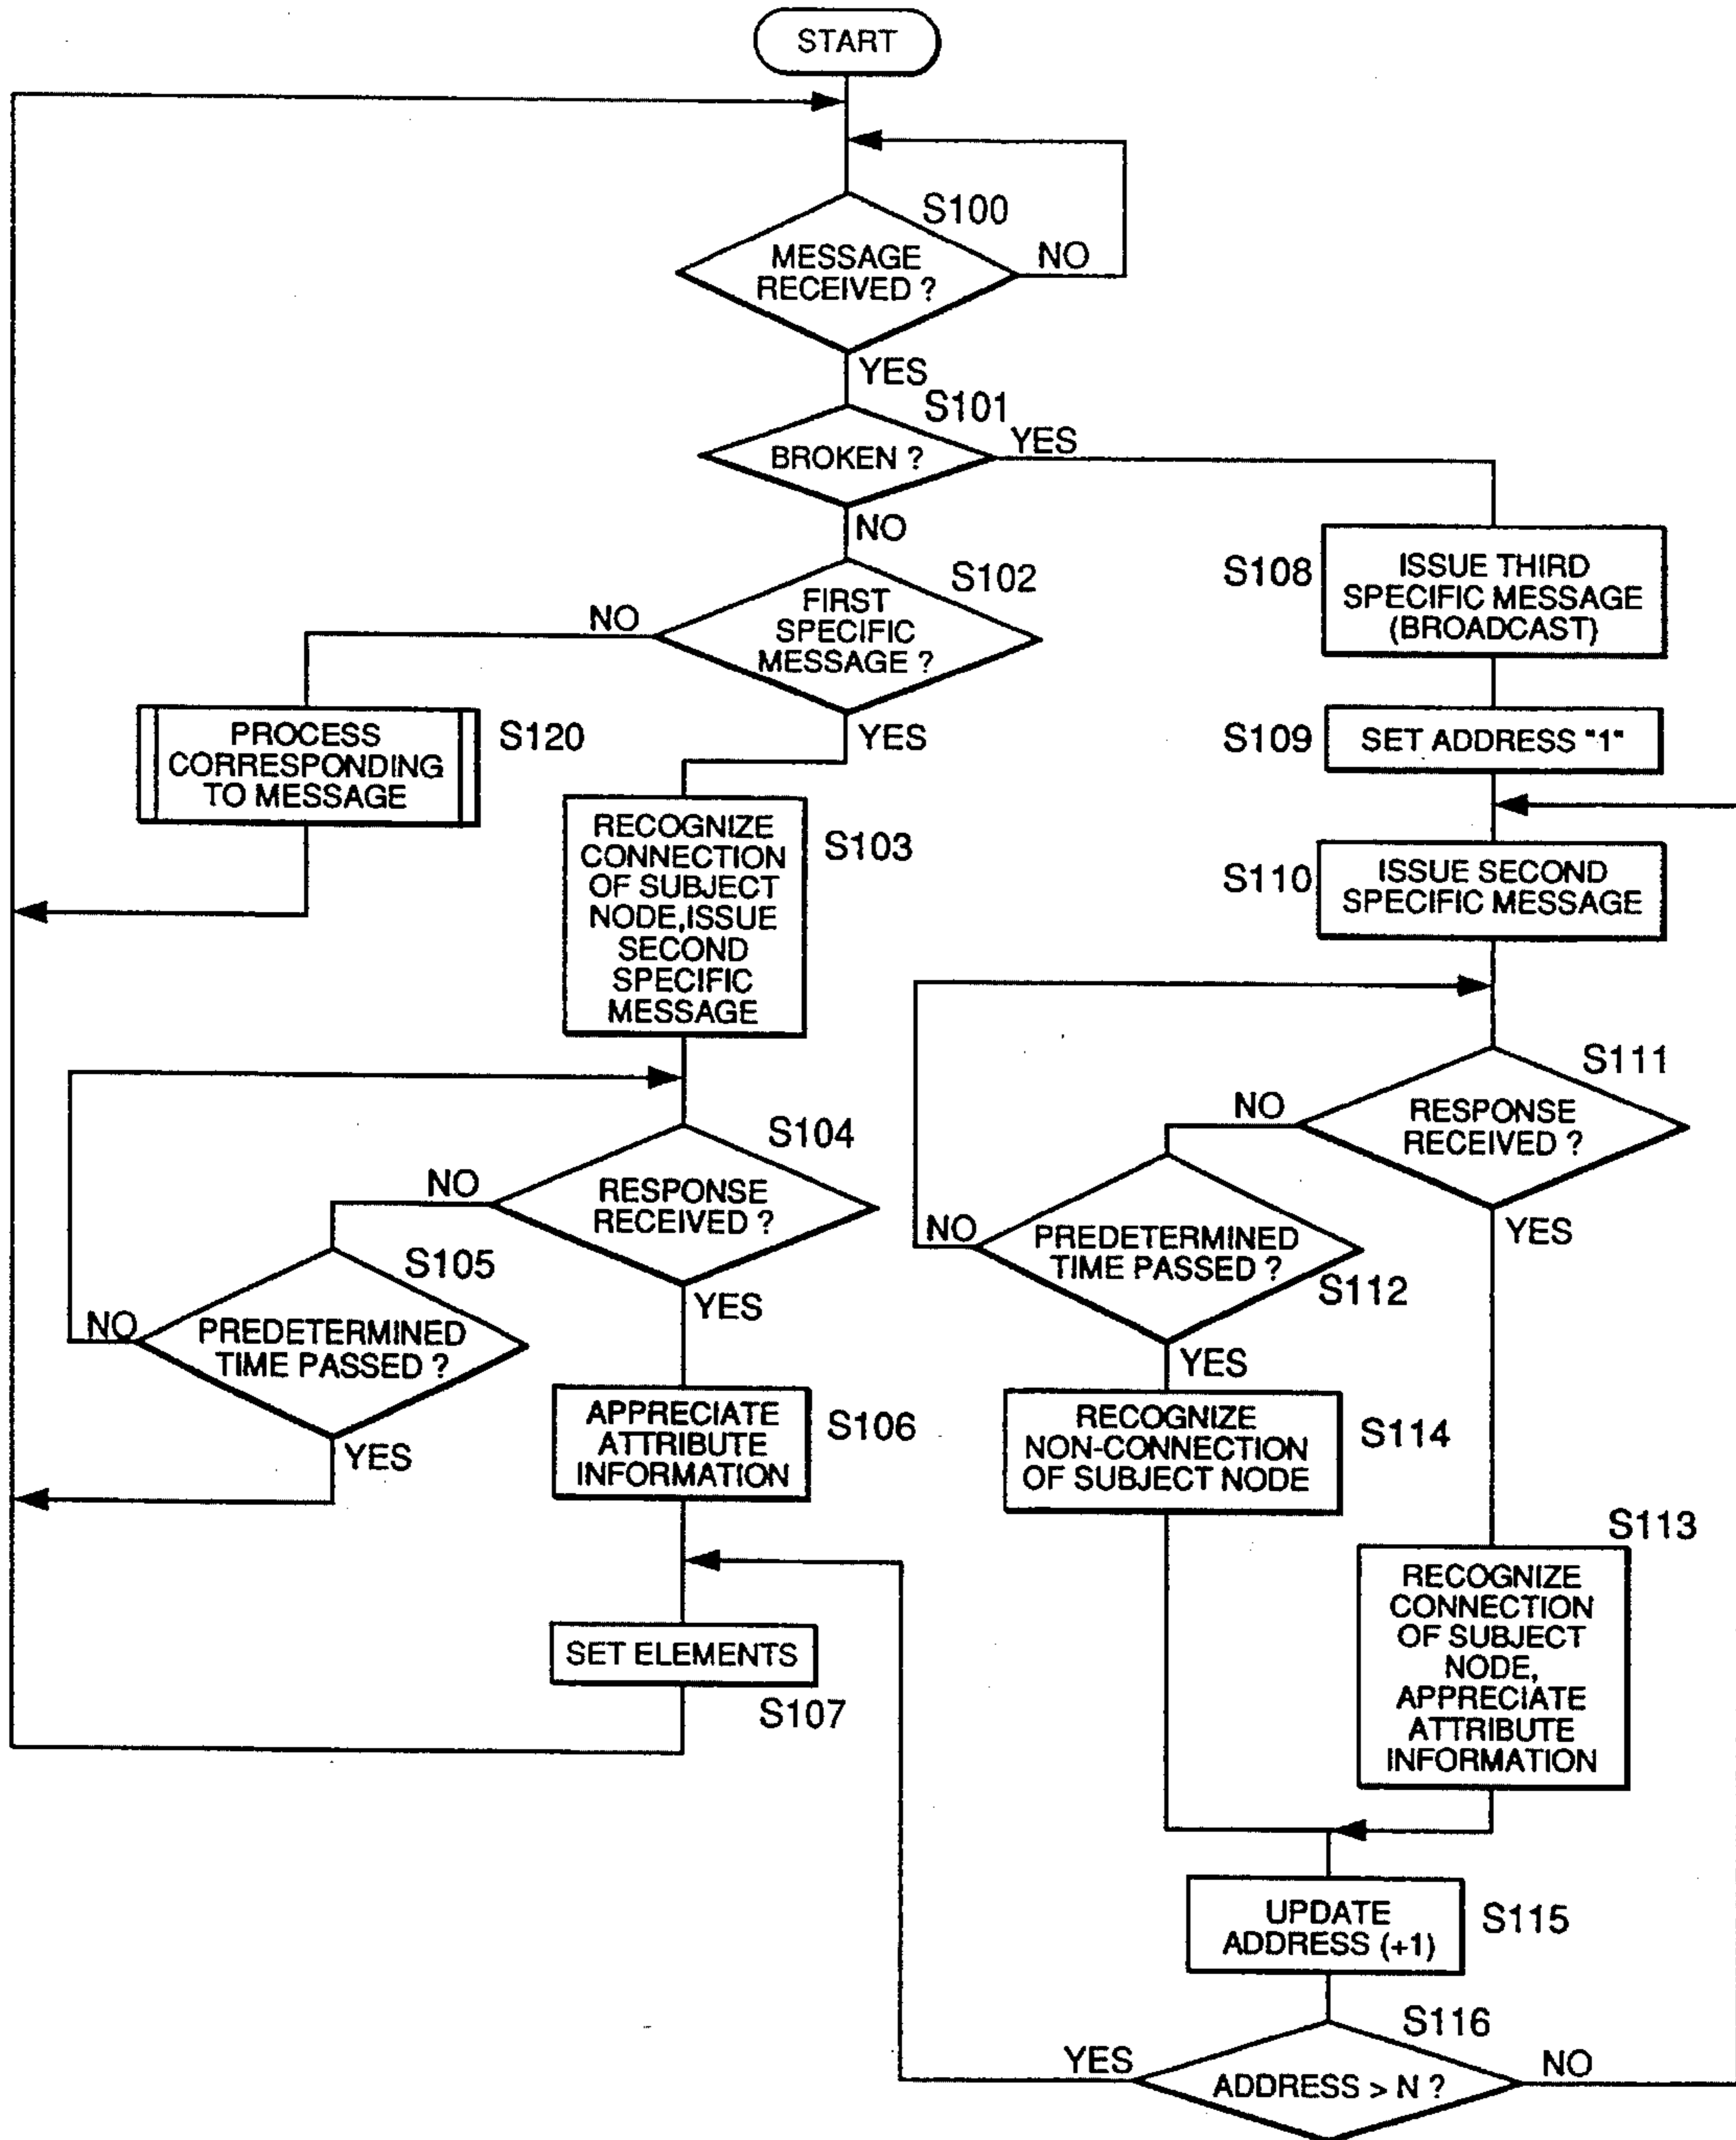 START
S100
MESSAGE
RECEIVED ?
NO
YES
S101
BROKEN ?
YES
NO
S102
FIRST
SPECIFIC
MESSAGE ?
NO
YES
PROCESS
CORRESPONDING
TO MESSAGE
S120
S108
ISSUE THIRD
SPECIFIC MESSAGE
(BROADCAST)
S109
SET ADDRESS "1"
S110
ISSUE SECOND
SPECIFIC MESSAGE
RECOGNIZE
CONNECTION
OF SUBJECT
NODE,ISSUE
SECOND
SPECIFIC
MESSAGE
S103
S104
RESPONSE
RECEIVED ?
NO
YES
S105
PREDETERMINED
TIME PASSED ?
NO
YES
APPRECIATE
ATTRIBUTE
INFORMATION
S106
SET ELEMENTS
S107
S111
RESPONSE
RECEIVED ?
NO
YES
PREDETERMINED
TIME PASSED ?
S112
NO
YES
RECOGNIZE
NON-CONNECTION
OF SUBJECT NODE
S114
S113
RECOGNIZE
CONNECTION
OF SUBJECT
NODE,
APPRECIATE
ATTRIBUTE
INFORMATION
UPDATE
ADDRESS (+1)
S115
S116
ADDRESS > N ?
YES
NO